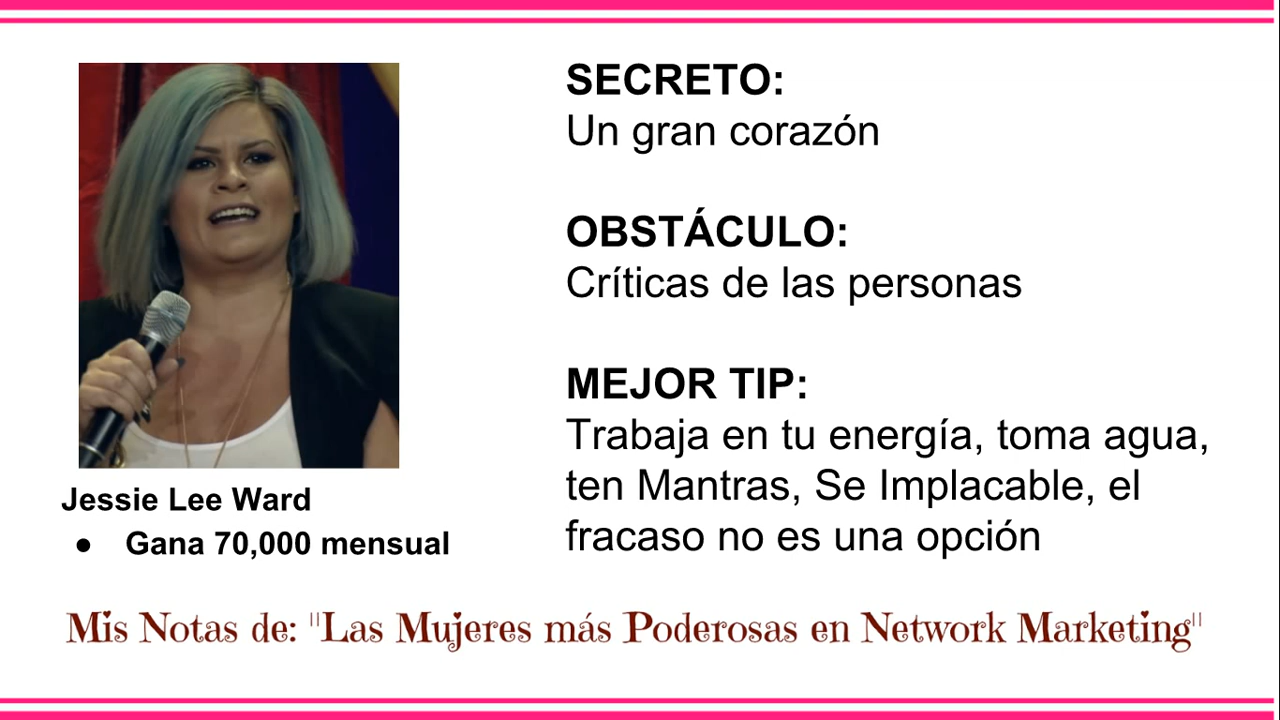 SECRETO:
Un gran corazón
OBSTÁCULO:
Críticas de las personas
MEJOR TIP:
Trabaja en tu energía, toma agua,
ten Mantras, Se Implacable, el
fracaso no es una opción
Jessie Lee Ward
● Gana 70,000 mensual
Mis Notas de: "Las Mujeres más Poderosas en Network Marketing"